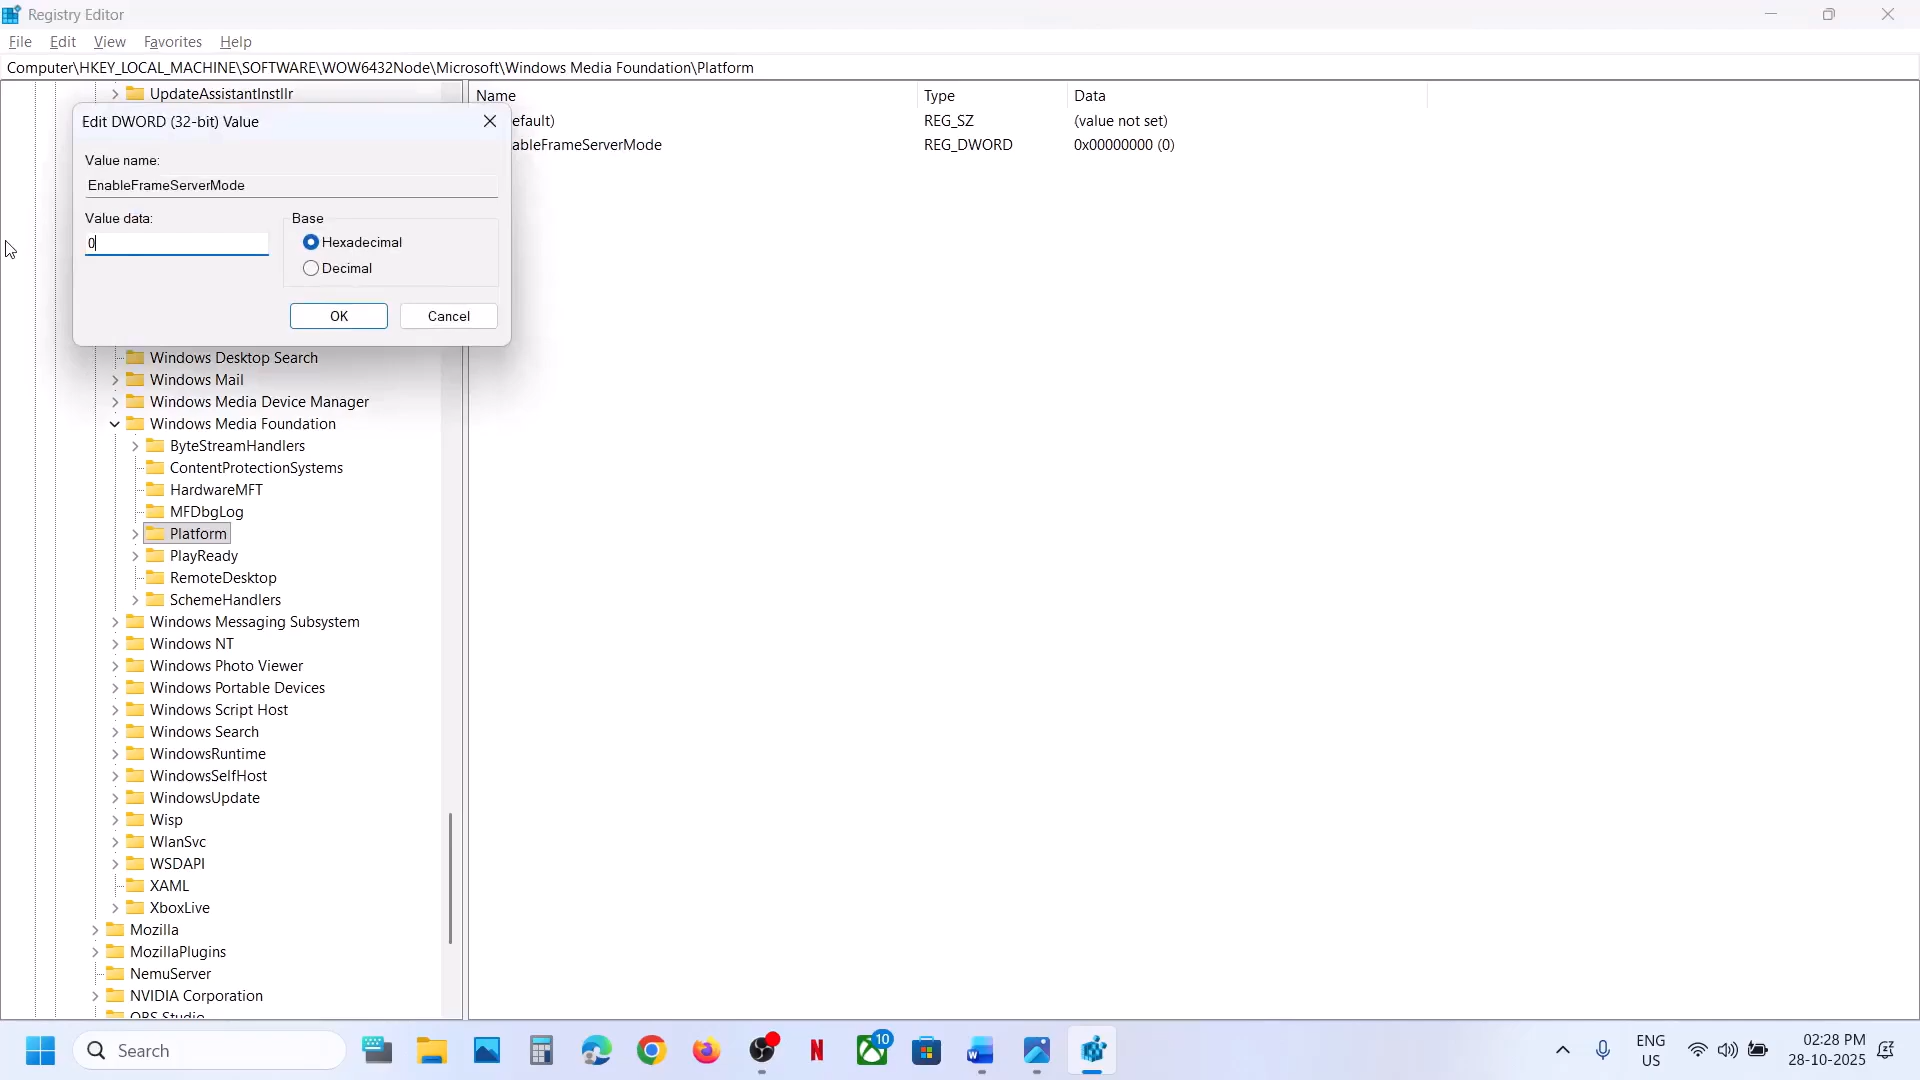 Registry Editor
File Edit View Favorites Help
Computer\HKEY_LOCAL_MACHINE\SOFTWARE\WOW6432Node\Microsoft\Windows Media Foundation\Platform
UpdateAssistantInstllr
Name Type Data
efault) REG_SZ (value not set)
ableFrameServerMode REG_DWORD 0x00000000 (0)
Edit DWORD (32-bit) Value
Value name:
EnableFrameServerMode
Value data:
0
Base
Hexadecimal
Decimal
OK Cancel
Windows Desktop Search
Windows Mail
Windows Media Device Manager
Windows Media Foundation
ByteStreamHandlers
ContentProtectionSystems
HardwareMFT
MFDbgLog
Platform
PlayReady
RemoteDesktop
SchemeHandlers
Windows Messaging Subsystem
Windows NT
Windows Photo Viewer
Windows Portable Devices
Windows Script Host
Windows Search
WindowsRuntime
WindowsSelfHost
WindowsUpdate
Wisp
WlanSvc
WSDAPI
XAML
XboxLive
Mozilla
MozillaPlugins
NemuServer
NVIDIA Corporation
OBS Studio
Search
10
ENG
US
02:28 PM
28-10-2025